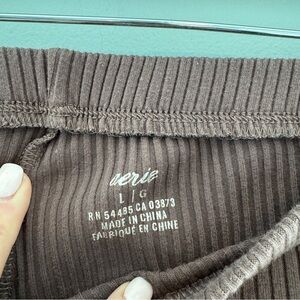 aerie
L | G
RN 54485 CA 03873
MADE IN CHINA
FABRIQUÉ EN CHINE